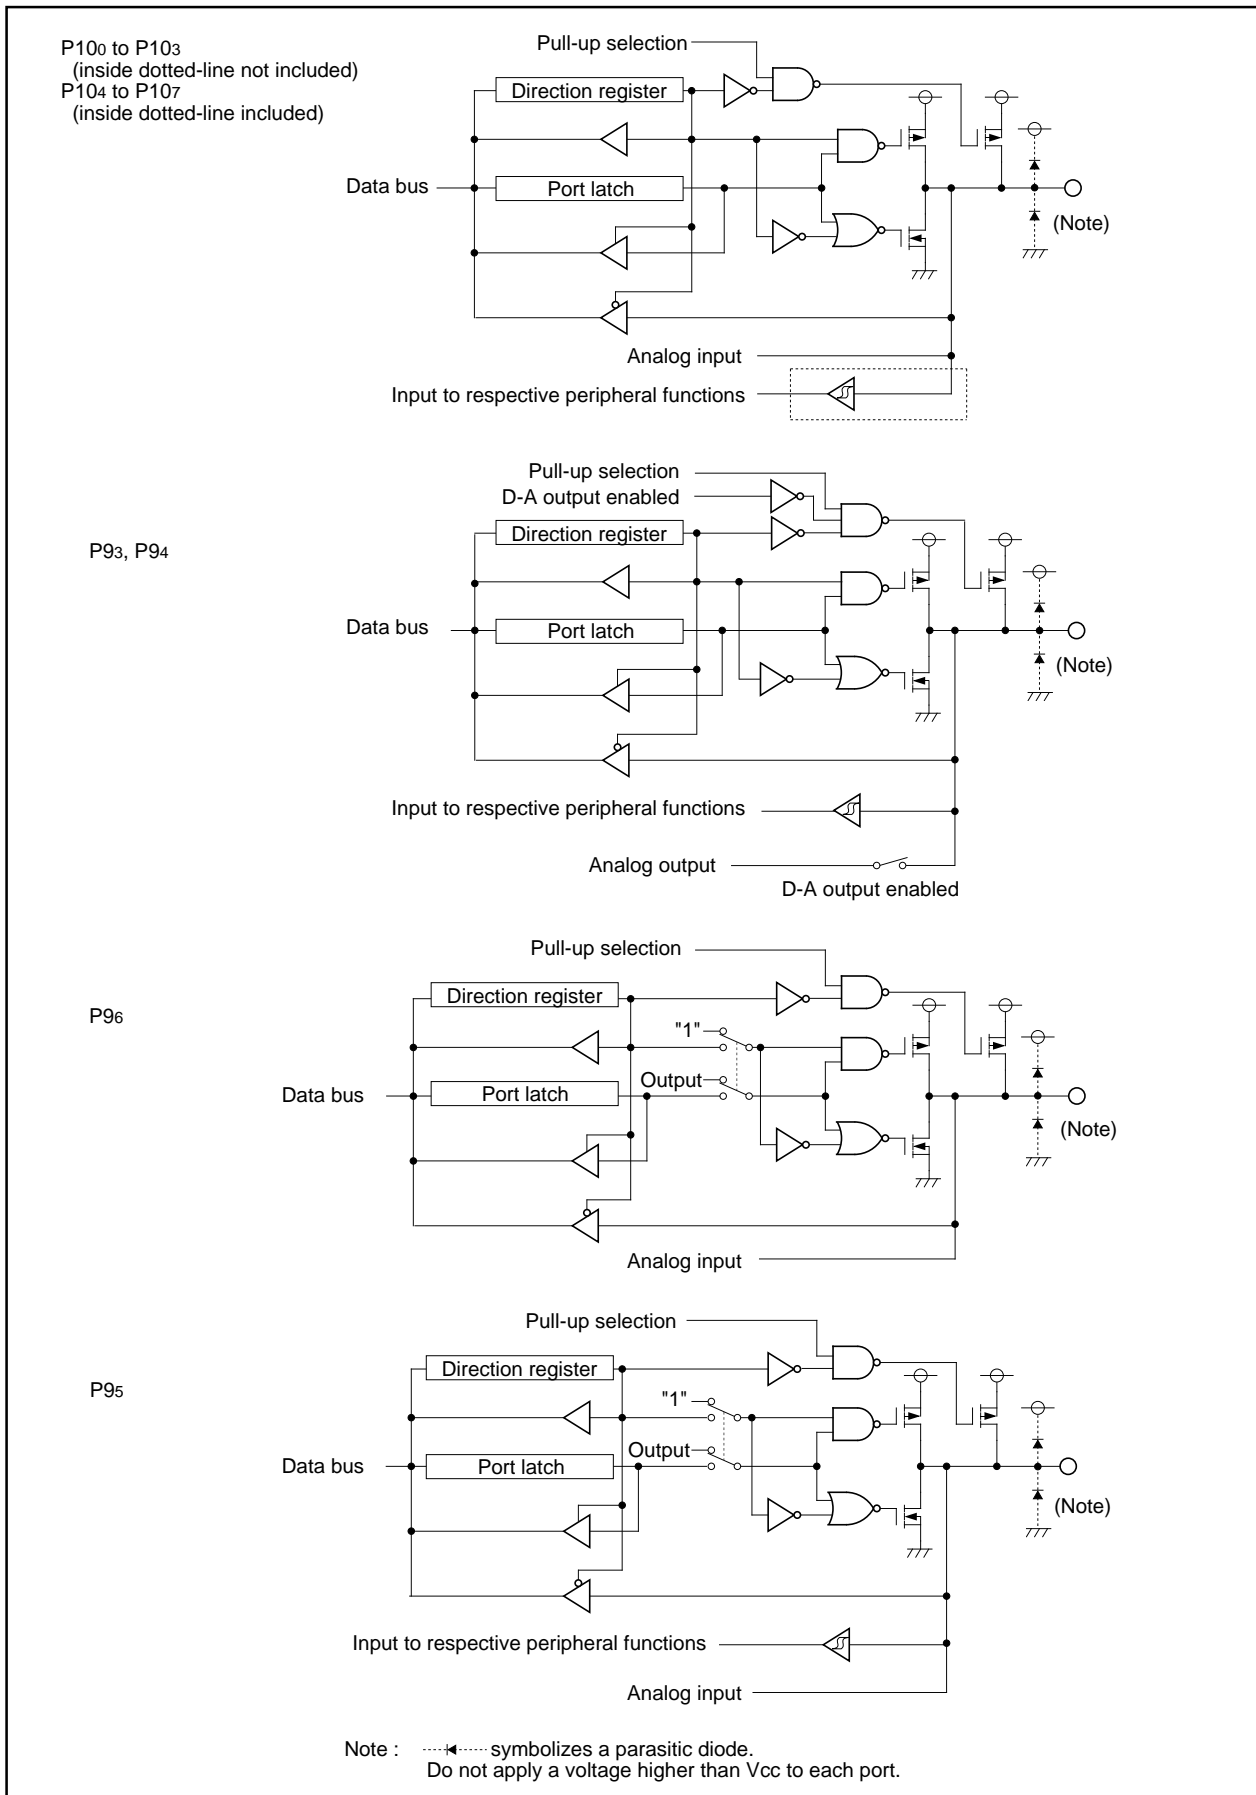 P100 to P103
(inside dotted-line not included)
P104 to P107
(inside dotted-line included)
Pull-up selection
Direction register
Data bus
Port latch
(Note)
Analog input
Input to respective peripheral functions
P93, P94
Pull-up selection
D-A output enabled
Direction register
Data bus
Port latch
(Note)
Input to respective peripheral functions
Analog output
D-A output enabled
P96
Pull-up selection
Direction register
"1"
Output
Data bus
Port latch
(Note)
Analog input
P95
Pull-up selection
Direction register
"1"
Output
Data bus
Port latch
(Note)
Input to respective peripheral functions
Analog input
Note : symbolizes a parasitic diode.
Do not apply a voltage higher than Vcc to each port.